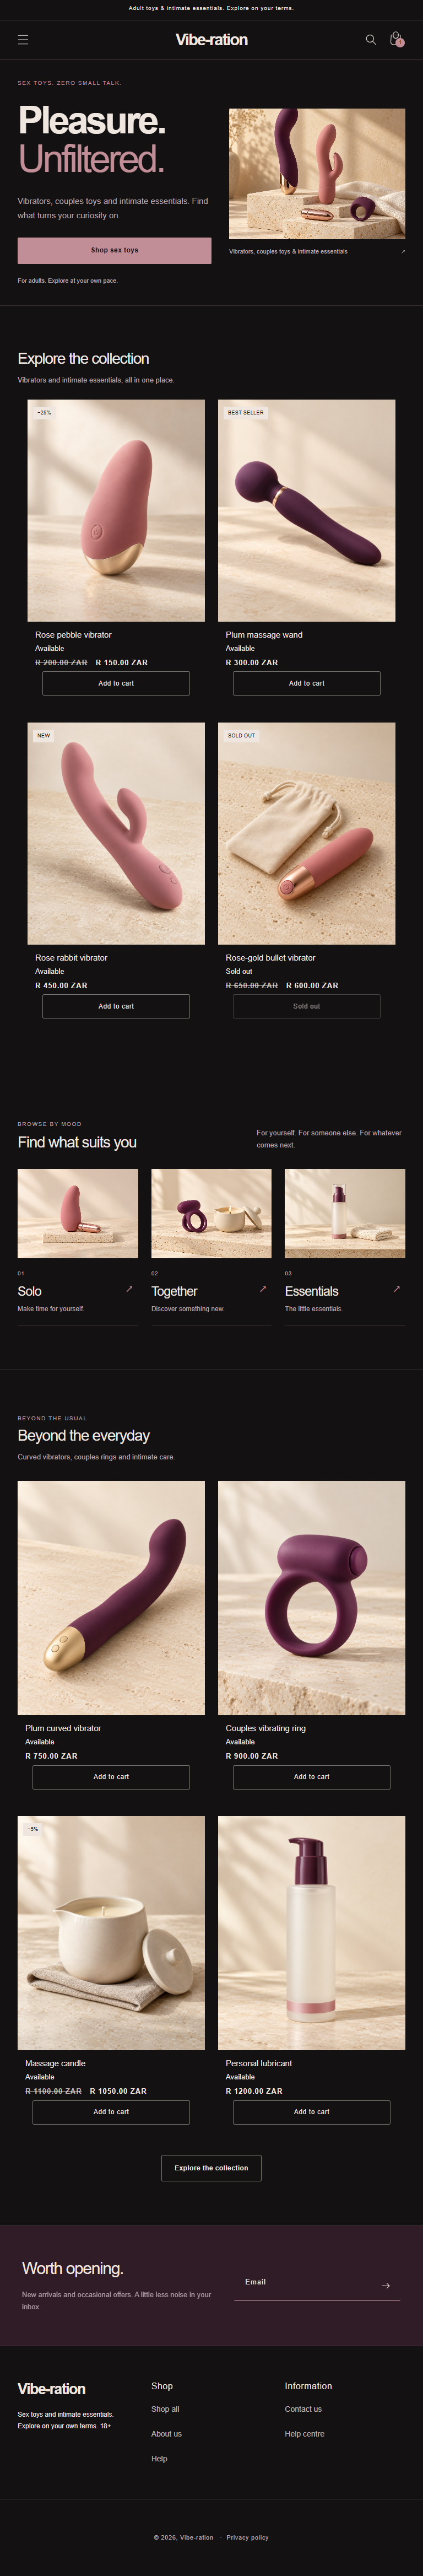 Adult toys & intimate essentials. Explore on your terms.
Vibe-ration
1
SEX TOYS. ZERO SMALL TALK.
Pleasure.
Unfiltered.
Vibrators, couples toys and intimate essentials. Find
what turns your curiosity on.
Shop sex toys
For adults. Explore at your own pace.
Vibrators, couples toys & intimate essentials ↗
Explore the collection
Vibrators and intimate essentials, all in one place.
−25%
Rose pebble vibrator
Available
R 200.00 ZAR R 150.00 ZAR
Add to cart
BEST SELLER
Plum massage wand
Available
R 300.00 ZAR
Add to cart
NEW
Rose rabbit vibrator
Available
R 450.00 ZAR
Add to cart
SOLD OUT
Rose-gold bullet vibrator
Sold out
R 650.00 ZAR R 600.00 ZAR
Sold out
BROWSE BY MOOD
Find what suits you
For yourself. For someone else. For whatever
comes next.
01
Solo ↗
Make time for yourself.
02
Together ↗
Discover something new.
03
Essentials ↗
The little essentials.
BEYOND THE USUAL
Beyond the everyday
Curved vibrators, couples rings and intimate care.
Plum curved vibrator
Available
R 750.00 ZAR
Add to cart
Couples vibrating ring
Available
R 900.00 ZAR
Add to cart
−5%
Massage candle
Available
R 1100.00 ZAR R 1050.00 ZAR
Add to cart
Personal lubricant
Available
R 1200.00 ZAR
Add to cart
Explore the collection
Worth opening.
New arrivals and occasional offers. A little less noise in your
inbox.
Email →
Vibe-ration
Sex toys and intimate essentials.
Explore on your own terms. 18+
Shop
Shop all
About us
Help
Information
Contact us
Help centre
© 2026, Vibe-ration · Privacy policy